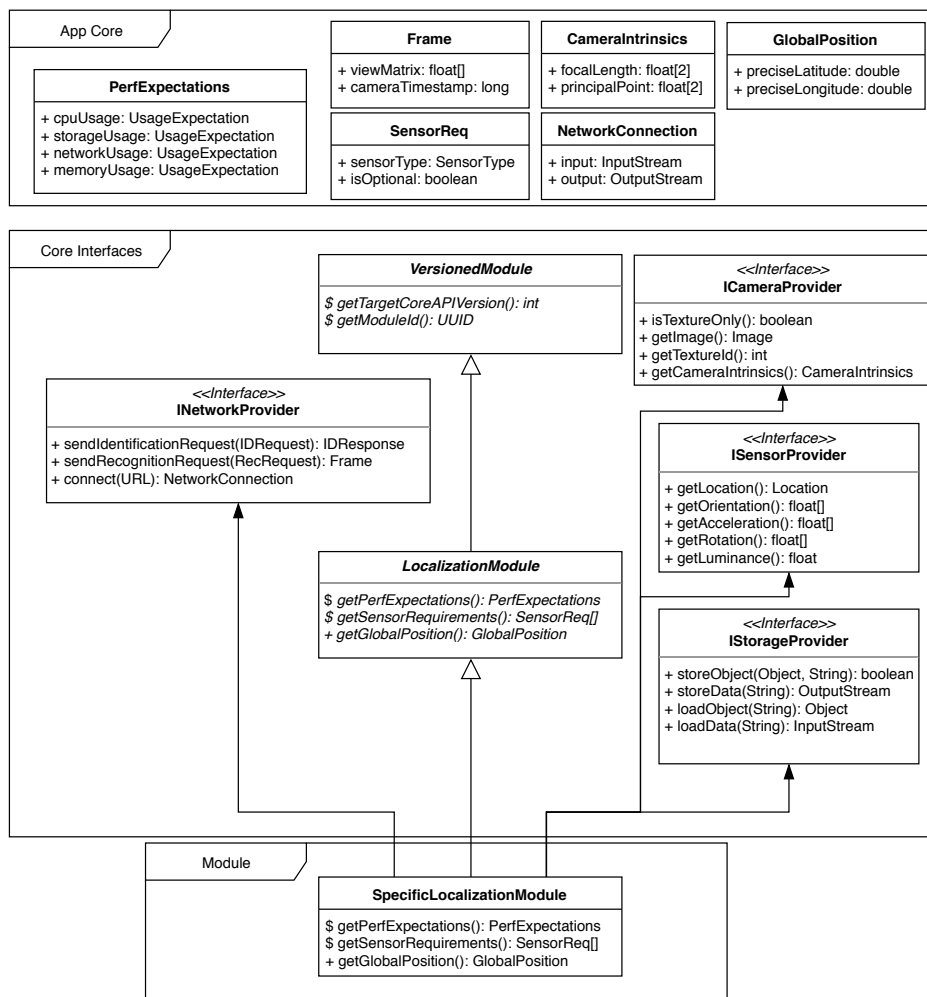 App Core
PerfExpectations
+ cpuUsage: UsageExpectation
+ storageUsage: UsageExpectation
+ networkUsage: UsageExpectation
+ memoryUsage: UsageExpectation
Frame
+ viewMatrix: float[]
+ cameraTimestamp: long
CameraIntrinsics
+ focalLength: float[2]
+ principalPoint: float[2]
GlobalPosition
+ preciseLatitude: double
+ preciseLongitude: double
SensorReq
+ sensorType: SensorType
+ isOptional: boolean
NetworkConnection
+ input: InputStream
+ output: OutputStream
Core Interfaces
VersionedModule
$ getTargetCoreAPIVersion(): int
$ getModuleId(): UUID
<<Interface>>
ICameraProvider
+ isTextureOnly(): boolean
+ getImage(): Image
+ getTextureId(): int
+ getCameraIntrinsics(): CameraIntrinsics
<<Interface>>
INetworkProvider
+ sendIdentificationRequest(IDRequest): IDResponse
+ sendRecognitionRequest(RecRequest): Frame
+ connect(URL): NetworkConnection
<<Interface>>
ISensorProvider
+ getLocation(): Location
+ getOrientation(): float[]
+ getAcceleration(): float[]
+ getRotation(): float[]
+ getLuminance(): float
LocalizationModule
$ getPerfExpectations(): PerfExpectations
$ getSensorRequirements(): SensorReq[]
+ getGlobalPosition(): GlobalPosition
<<Interface>>
IStorageProvider
+ storeObject(Object, String): boolean
+ storeData(String): OutputStream
+ loadObject(String): Object
+ loadData(String): InputStream
Module
SpecificLocalizationModule
$ getPerfExpectations(): PerfExpectations
$ getSensorRequirements(): SensorReq[]
+ getGlobalPosition(): GlobalPosition